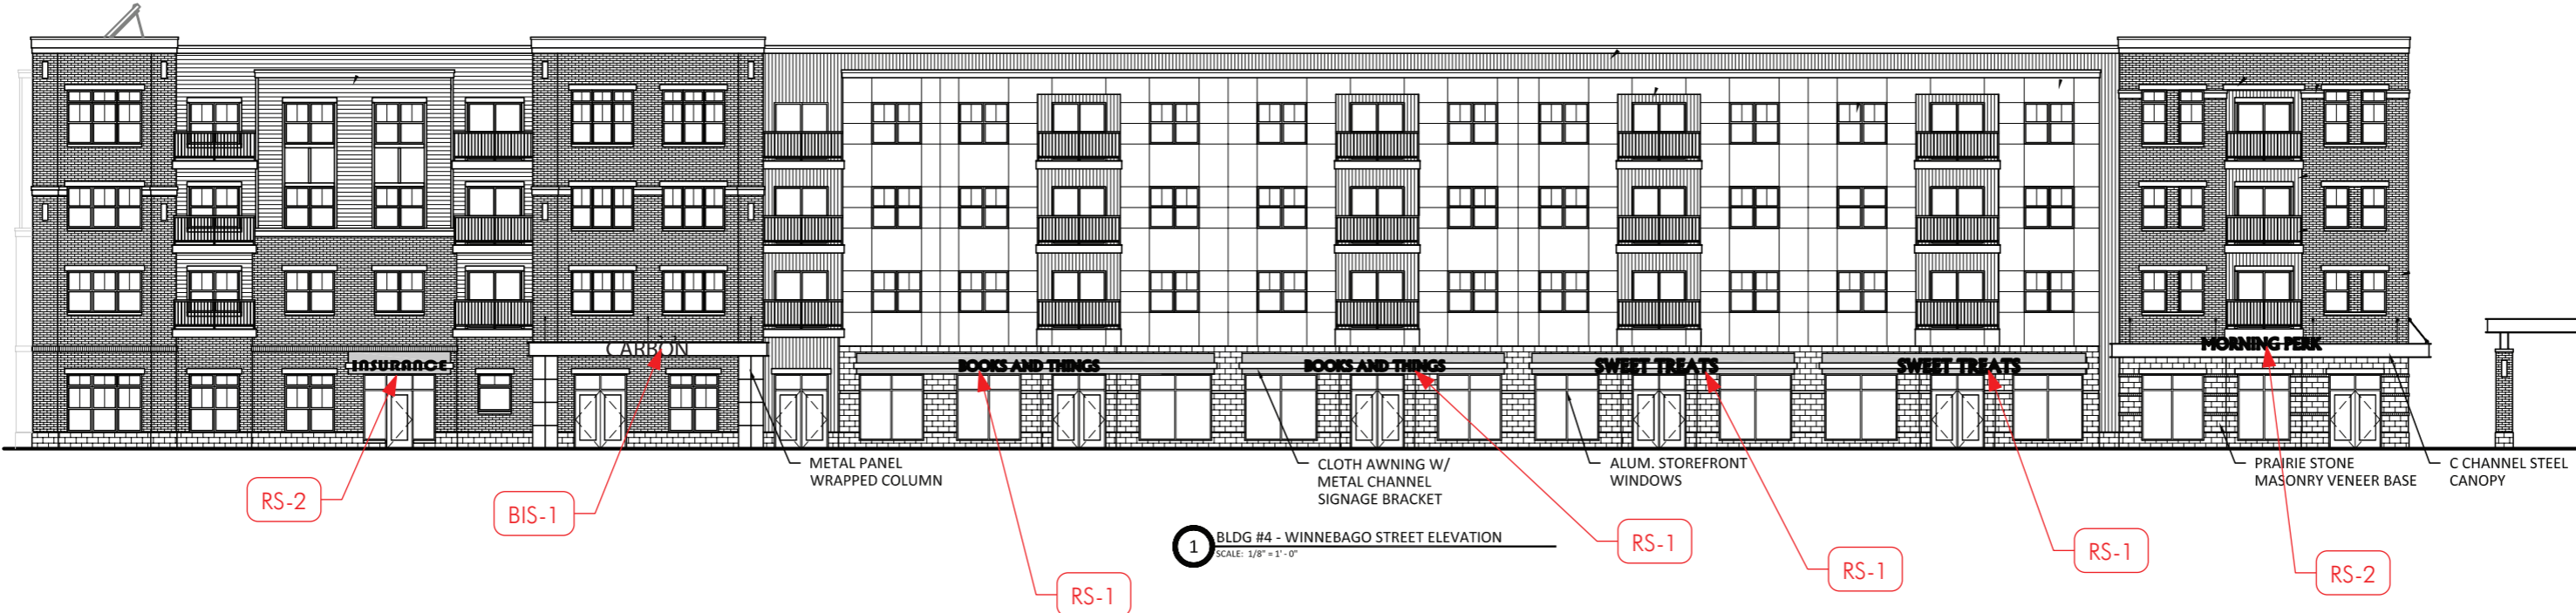 CARBON
INSURANCE
BOOKS AND THINGS
BOOKS AND THINGS
SWEET TREATS
SWEET TREATS
MORNING PERK
METAL PANEL
WRAPPED COLUMN
CLOTH AWNING W/
METAL CHANNEL
SIGNAGE BRACKET
ALUM. STOREFRONT
WINDOWS
PRAIRIE STONE
MASONRY VENEER BASE
C CHANNEL STEEL
CANOPY
RS-2
BIS-1
RS-1
RS-1
RS-1
RS-1
RS-2
1
BLDG #4 - WINNEBAGO STREET ELEVATION
SCALE: 1/8" = 1'-0"